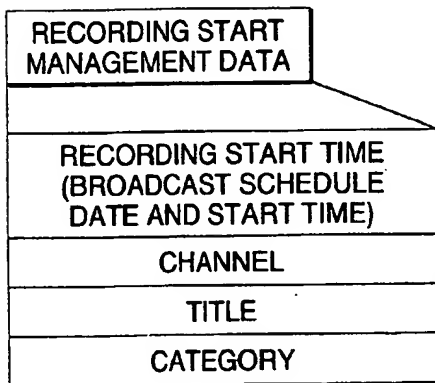 RECORDING START
MANAGEMENT DATA
RECORDING START TIME
(BROADCAST SCHEDULE
DATE AND START TIME)
CHANNEL
TITLE
CATEGORY